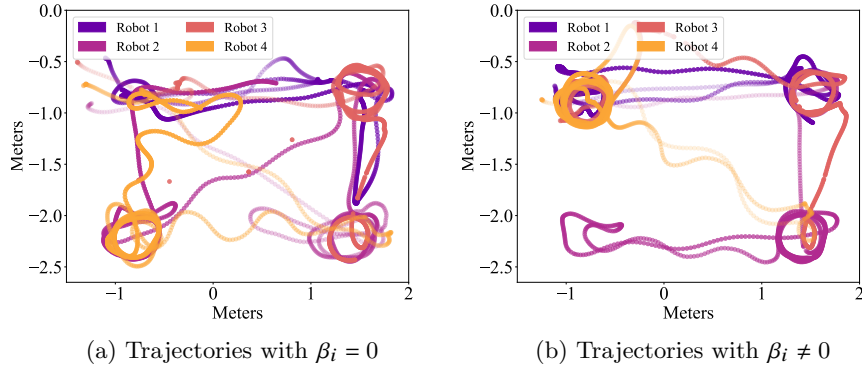 Robot 1
Robot 2
Robot 3
Robot 4
0.0
−0.5
−1.0
−1.5
−2.0
−2.5
Meters
−1
0
1
2
Meters
(a) Trajectories with βᵢ = 0
Robot 1
Robot 2
Robot 3
Robot 4
0.0
−0.5
−1.0
−1.5
−2.0
−2.5
Meters
−1
0
1
2
Meters
(b) Trajectories with βᵢ ≠ 0